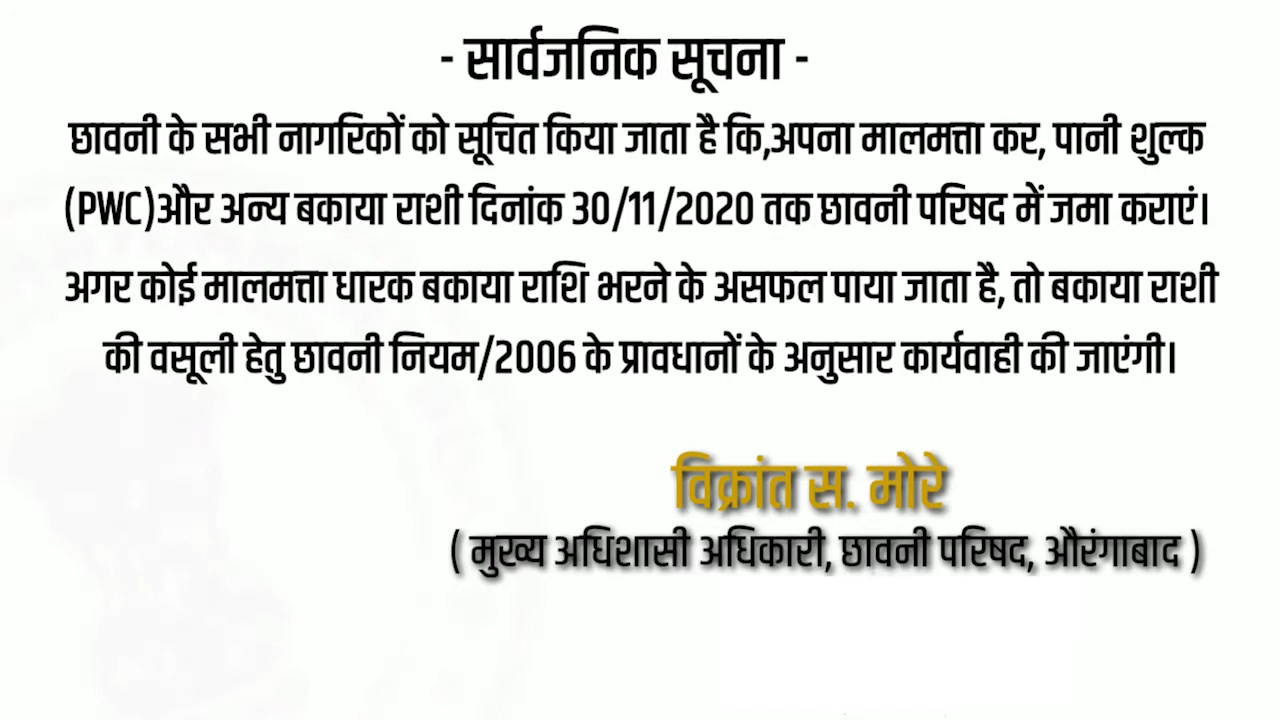 - सार्वजनिक सूचना -
छावनी के सभी नागरिकों को सूचित किया जाता है कि,अपना मालमत्ता कर, पानी शुल्क
(PWC)और अन्य बकाया राशी दिनांक 30/11/2020 तक छावनी परिषद में जमा कराएं।
अगर कोई मालमत्ता धारक बकाया राशि भरने के असफल पाया जाता है, तो बकाया राशी
की वसूली हेतु छावनी नियम/2006 के प्रावधानों के अनुसार कार्यवाही की जाएंगी।
विक्रांत स. मोरे
( मुख्य अधिशासी अधिकारी, छावनी परिषद, औरंगाबाद )